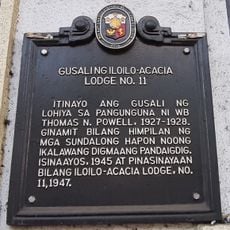 GUSALI NG ILOILO-ACACIA
LODGE NO. 11
ITINAYO ANG GUSALI NG
LOHIYA SA PANGUNGUNA NI WB
THOMAS N. POWELL, 1927-1928.
GINAMIT BILANG HIMPILAN NG
MGA SUNDALONG HAPON NOONG
IKALAWANG DIGMAANG PANDAIGDIG.
ISINAAYOS, 1945 AT PINASINAYAAN
BILANG ILOILO-ACACIA LODGE, NO.
11, 1947.